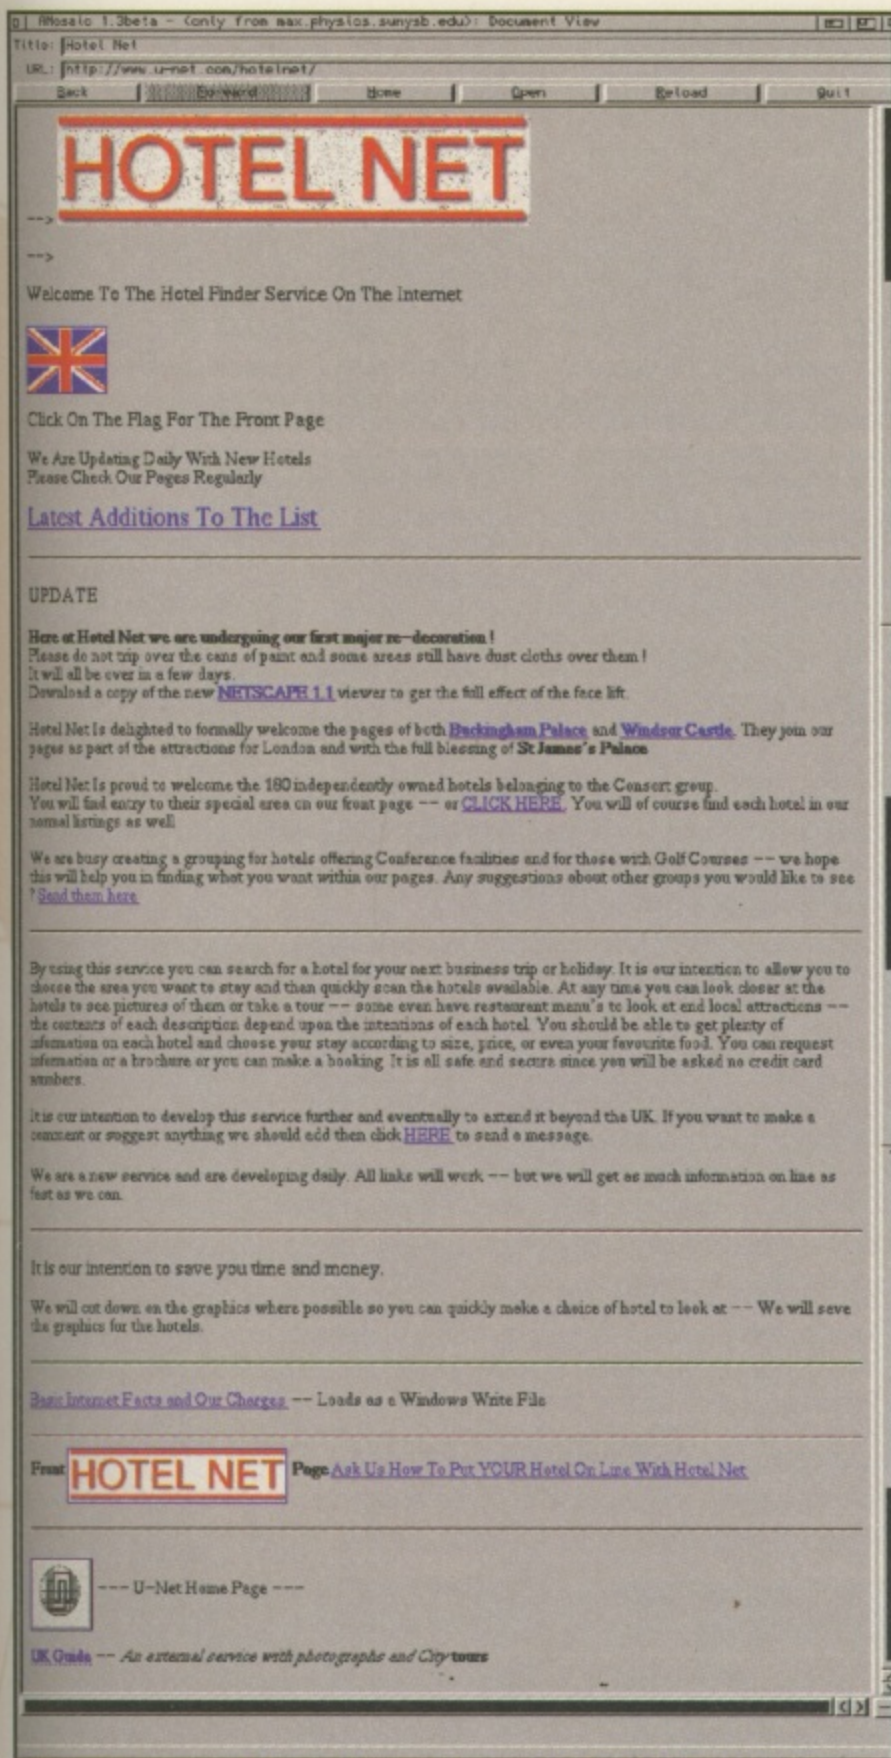 AMosaic 1.3beta - (only from max.physics.sunysb.edu): Document View
Title: Hotel Net
URL: http://www.u-net.com/hotelnet/
Back Forward Home Open Reload Quit
HOTEL NET
-->
-->
Welcome To The Hotel Finder Service On The Internet
Click On The Flag For The Front Page
We Are Updating Daily With New Hotels
Please Check Our Pages Regularly
Latest Additions To The List
UPDATE
Here at Hotel Net we are undergoing our first major re-decoration !
Please do not trip over the cans of paint and some areas still have dust cloths over them !
It will all be over in a few days.
Download a copy of the new NETSCAPE 1.1 viewer to get the full effect of the face lift.
Hotel Net Is delighted to formally welcome the pages of both Buckingham Palace and Windsor Castle. They join our
pages as part of the attractions for London and with the full blessing of St James's Palace
Hotel Net Is proud to welcome the 180 independently owned hotels belonging to the Consort group.
You will find entry to their special area on our front page -- or CLICK HERE. You will of course find each hotel in our
normal listings as well
We are busy creating a grouping for hotels offering Conference facilities and for those with Golf Courses -- we hope
this will help you in finding what you want within our pages. Any suggestions about other groups you would like to see
? Send them here
By using this service you can search for a hotel for your next business trip or holiday. It is our intention to allow you to
choose the area you want to stay and then quickly scan the hotels available. At any time you can look closer at the
hotels to see pictures of them or take a tour -- some even have restaurant menu's to look at and local attractions --
the contents of each description depend upon the intentions of each hotel. You should be able to get plenty of
information on each hotel and choose your stay according to size, price, or even your favourite food. You can request
information or a brochure or you can make a booking. It is all safe and secure since you will be asked no credit card
numbers.
It is our intention to develop this service further and eventually to extend it beyond the UK. If you want to make a
comment or suggest anything we should add then click HERE to send a message.
We are a new service and are developing daily. All links will work -- but we will get as much information on line as
fast as we can.
It is our intention to save you time and money.
We will cut down on the graphics where possible so you can quickly make a choice of hotel to look at -- We will save
the graphics for the hotels.
Basic Internet Facts and Our Charges -- Loads as a Windows Write File
Front HOTEL NET Page Ask Us How To Put YOUR Hotel On Line With Hotel Net
--- U-Net Home Page ---
UK Guide -- An external service with photographs and City tours